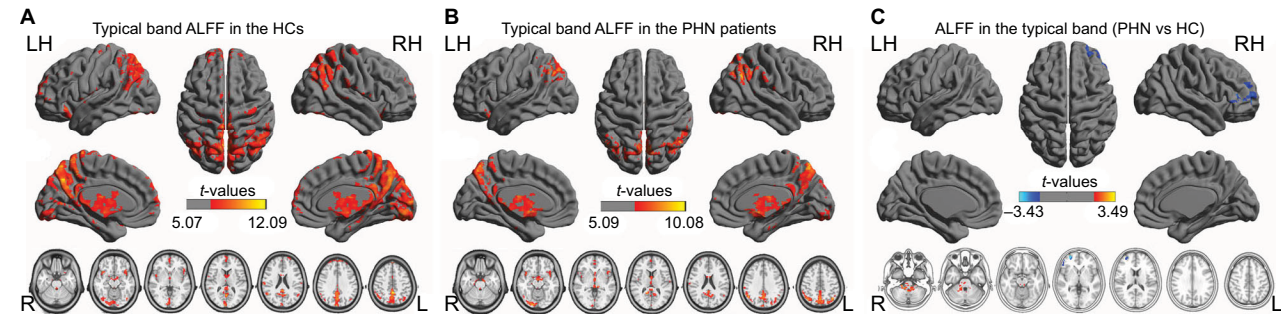 A
Typical band ALFF in the HCs
LH
RH
t-values
5.07 12.09
R
L
B
Typical band ALFF in the PHN patients
LH
RH
t-values
5.09 10.08
R
L
C
ALFF in the typical band (PHN vs HC)
LH
RH
t-values
–3.43 3.49
R
L